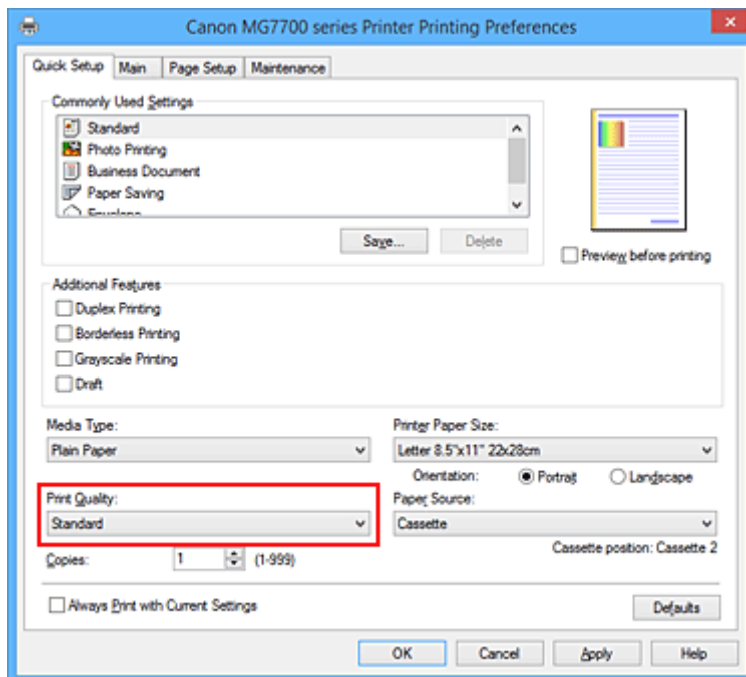 Canon MG7700 series Printer Printing Preferences
Quick Setup Main Page Setup Maintenance
Commonly Used Settings
Standard
Photo Printing
Business Document
Paper Saving
Envelope
Save... Delete
Preview before printing
Additional Features
Duplex Printing
Borderless Printing
Grayscale Printing
Draft
Media Type:
Plain Paper
Printer Paper Size:
Letter 8.5"x11" 22x28cm
Orientation: Portrait Landscape
Print Quality:
Standard
Paper Source:
Cassette
Cassette position: Cassette 2
Copies: 1 (1-999)
Always Print with Current Settings
Defaults
OK Cancel Apply Help